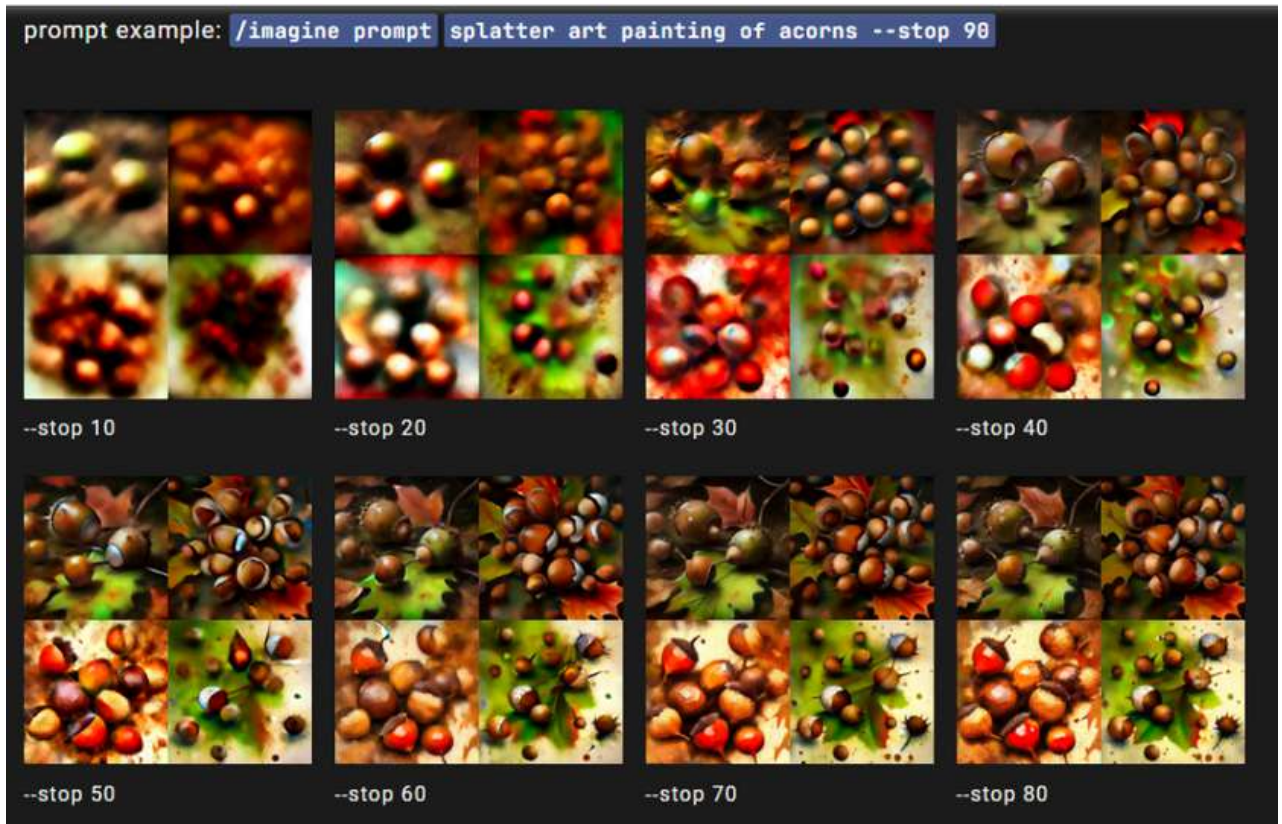 prompt example: /imagine prompt splatter art painting of acorns --stop 90
--stop 10 --stop 20 --stop 30 --stop 40
--stop 50 --stop 60 --stop 70 --stop 80